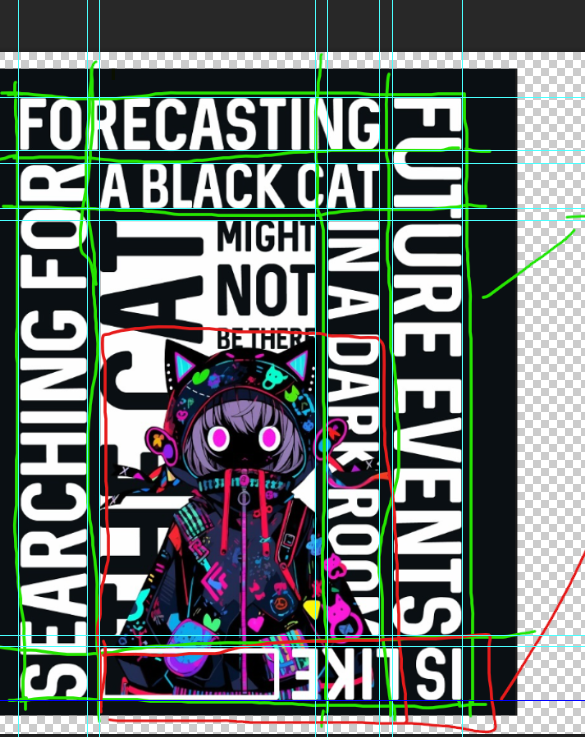 FORECASTING
FUTURE EVENTS
IS LIKE
SEARCHING FOR
A BLACK CAT
IN A DARK ROOM
THE CAT
MIGHT
NOT
BE THERE